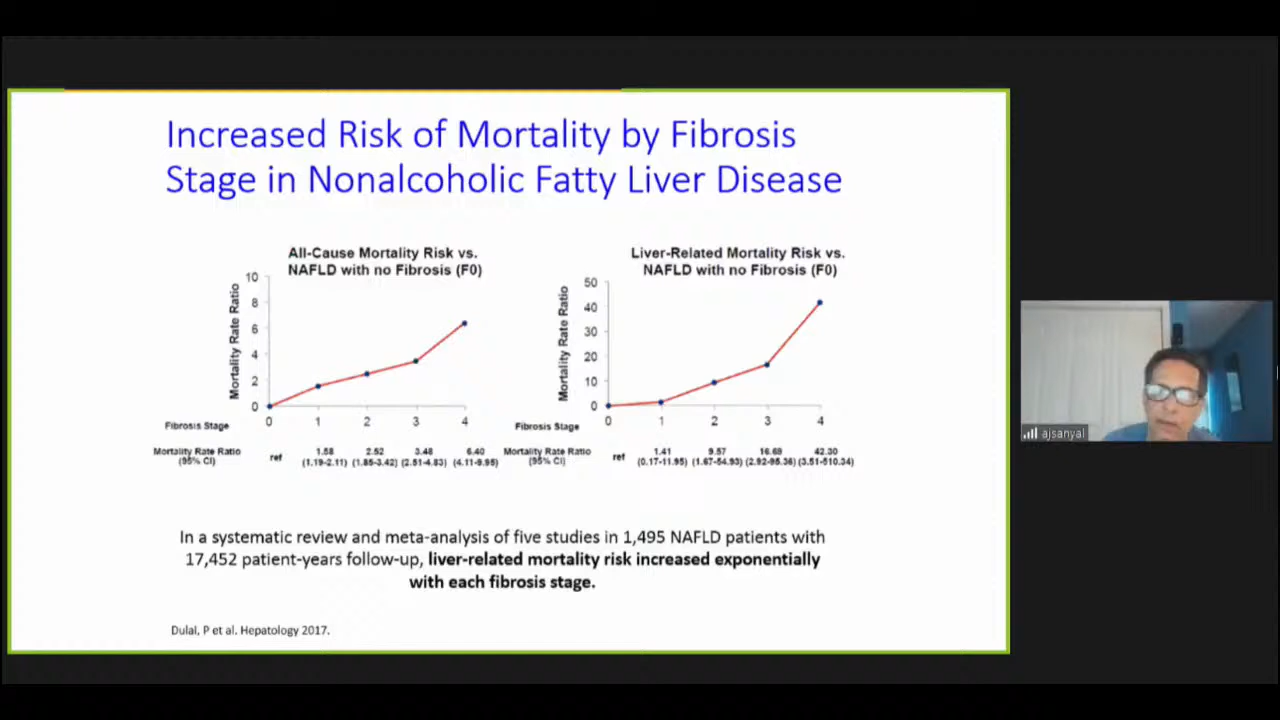 Increased Risk of Mortality by Fibrosis
Stage in Nonalcoholic Fatty Liver Disease
All-Cause Mortality Risk vs.
NAFLD with no Fibrosis (F0)
Mortality Rate Ratio
10
8
6
4
2
0
0 1 2 3 4
Fibrosis Stage
Mortality Rate Ratio
(95% CI)
ref
1.58 2.52 3.48 6.40
(1.19-2.11) (1.85-3.42) (2.51-4.83) (4.11-9.95)
Liver-Related Mortality Risk vs.
NAFLD with no Fibrosis (F0)
Mortality Rate Ratio
50
40
30
20
10
0
0 1 2 3 4
Fibrosis Stage
Mortality Rate Ratio
(95% CI)
ref
1.41 9.57 16.69 42.30
(0.17-11.95) (1.67-54.93) (2.92-95.36) (3.51-510.34)
In a systematic review and meta-analysis of five studies in 1,495 NAFLD patients with
17,452 patient-years follow-up, liver-related mortality risk increased exponentially
with each fibrosis stage.
Dulai, P et al. Hepatology 2017.
ajsanyal